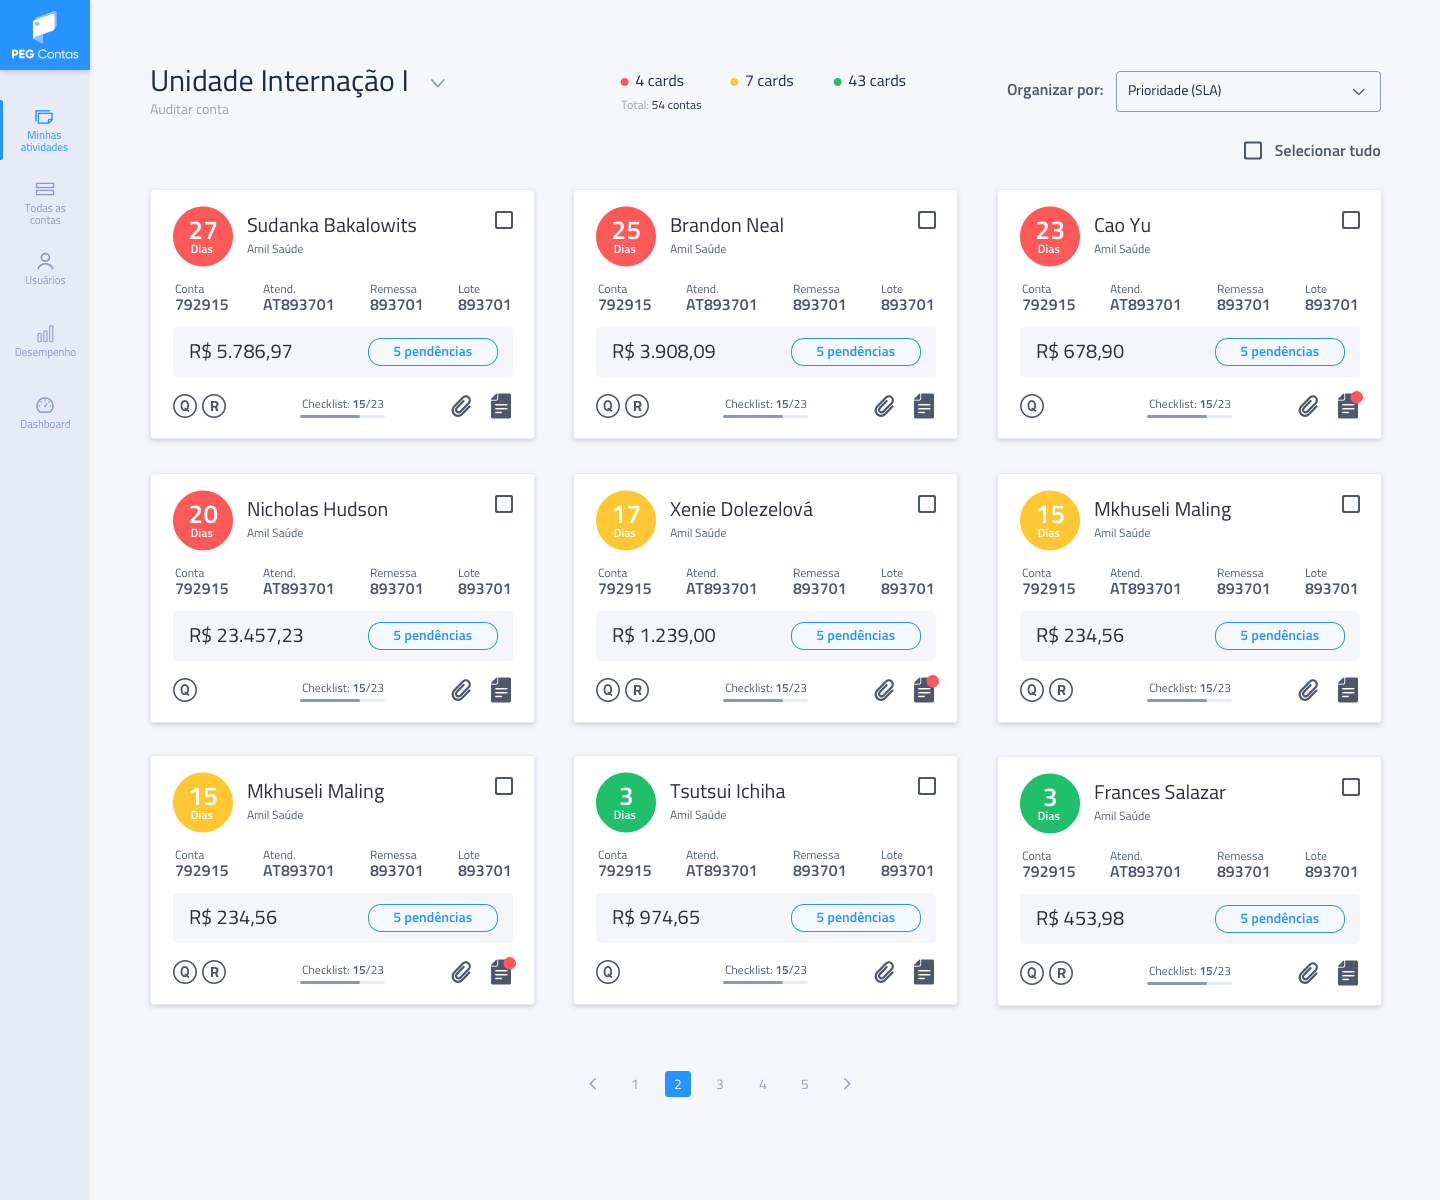 PEG Contas
Minhas
atividades
Todas as
contas
Usuários
Desempenho
Dashboard
Unidade Internação I
Auditar conta
4 cards
7 cards
43 cards
Total: 54 contas
Organizar por:
Prioridade (SLA)
Selecionar tudo
27
Dias
Sudanka Bakalowits
Amil Saúde
Conta Atend. Remessa Lote
792915 AT893701 893701 893701
R$ 5.786,97
5 pendências
Q R
Checklist: 15/23
25
Dias
Brandon Neal
Amil Saúde
Conta Atend. Remessa Lote
792915 AT893701 893701 893701
R$ 3.908,09
5 pendências
Q R
Checklist: 15/23
23
Dias
Cao Yu
Amil Saúde
Conta Atend. Remessa Lote
792915 AT893701 893701 893701
R$ 678,90
5 pendências
Q
Checklist: 15/23
20
Dias
Nicholas Hudson
Amil Saúde
Conta Atend. Remessa Lote
792915 AT893701 893701 893701
R$ 23.457,23
5 pendências
Q
Checklist: 15/23
17
Dias
Xenie Dolezelová
Amil Saúde
Conta Atend. Remessa Lote
792915 AT893701 893701 893701
R$ 1.239,00
5 pendências
Q R
Checklist: 15/23
15
Dias
Mkhuseli Maling
Amil Saúde
Conta Atend. Remessa Lote
792915 AT893701 893701 893701
R$ 234,56
5 pendências
Q R
Checklist: 15/23
15
Dias
Mkhuseli Maling
Amil Saúde
Conta Atend. Remessa Lote
792915 AT893701 893701 893701
R$ 234,56
5 pendências
Q R
Checklist: 15/23
3
Dias
Tsutsui Ichiha
Amil Saúde
Conta Atend. Remessa Lote
792915 AT893701 893701 893701
R$ 974,65
5 pendências
Q
Checklist: 15/23
3
Dias
Frances Salazar
Amil Saúde
Conta Atend. Remessa Lote
792915 AT893701 893701 893701
R$ 453,98
5 pendências
Q R
Checklist: 15/23
1 2 3 4 5